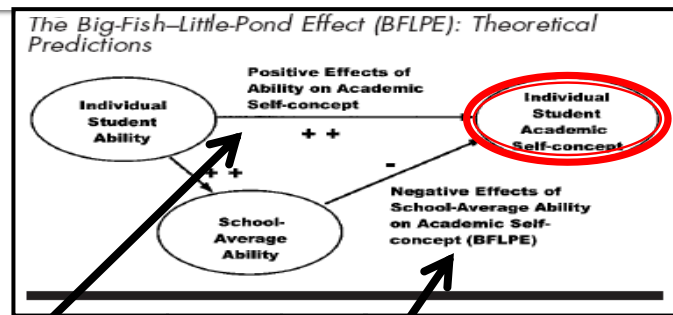 The Big-Fish–Little-Pond Effect (BFLPE): Theoretical
Predictions
Positive Effects of
Ability on Academic
Self-concept
Individual
Student
Ability
Individual
Student
Academic
Self-concept
+ +
-
+ +
Negative Effects of
School-Average Ability
on Academic Self-
concept (BFLPE)
School-
Average
Ability